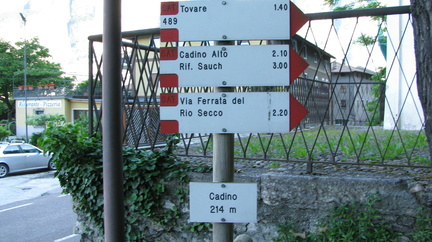 Tovare 1.40
489
Cadino Alto 2.10
Rif. Sauch 3.00
Via Ferrata del
Rio Secco 2.20
Cadino
214 m